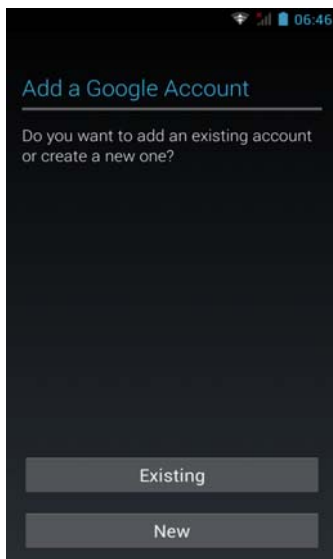 06:46
Add a Google Account
Do you want to add an existing account
or create a new one?
Existing
New